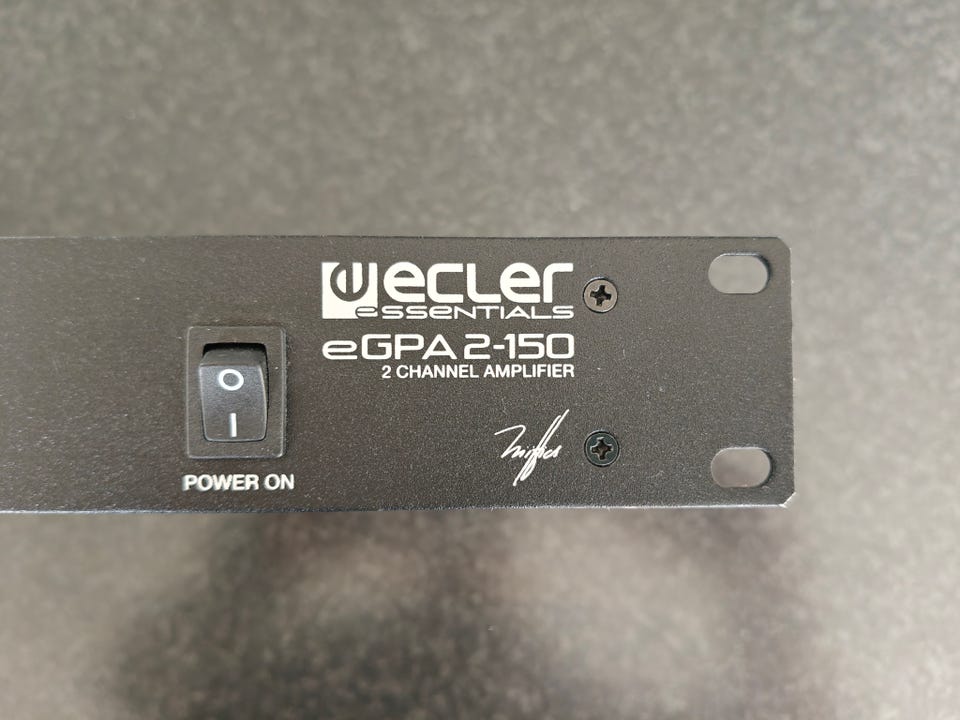 ecler
essentials
eGPA 2-150
2 CHANNEL AMPLIFIER
O
I
POWER ON